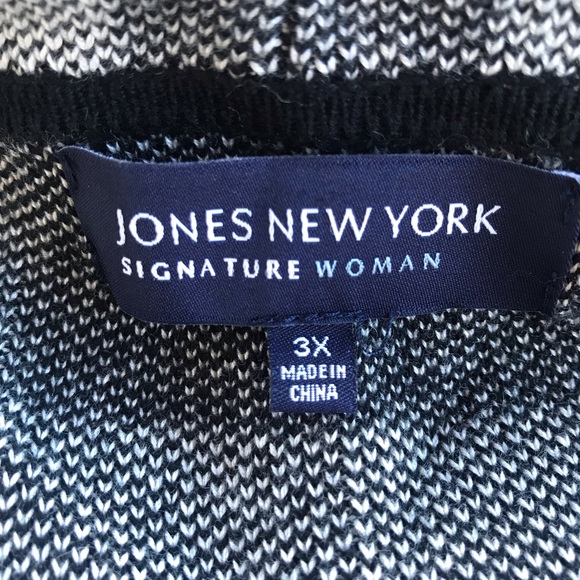 JONES NEW YORK
SIGNATURE WOMAN
3X
MADE IN
CHINA